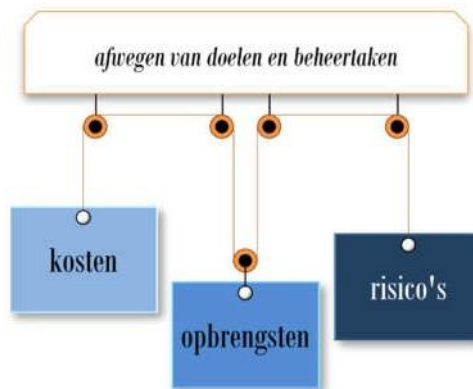 afwegen van doelen en beheertaken
kosten
opbrengsten
risico's